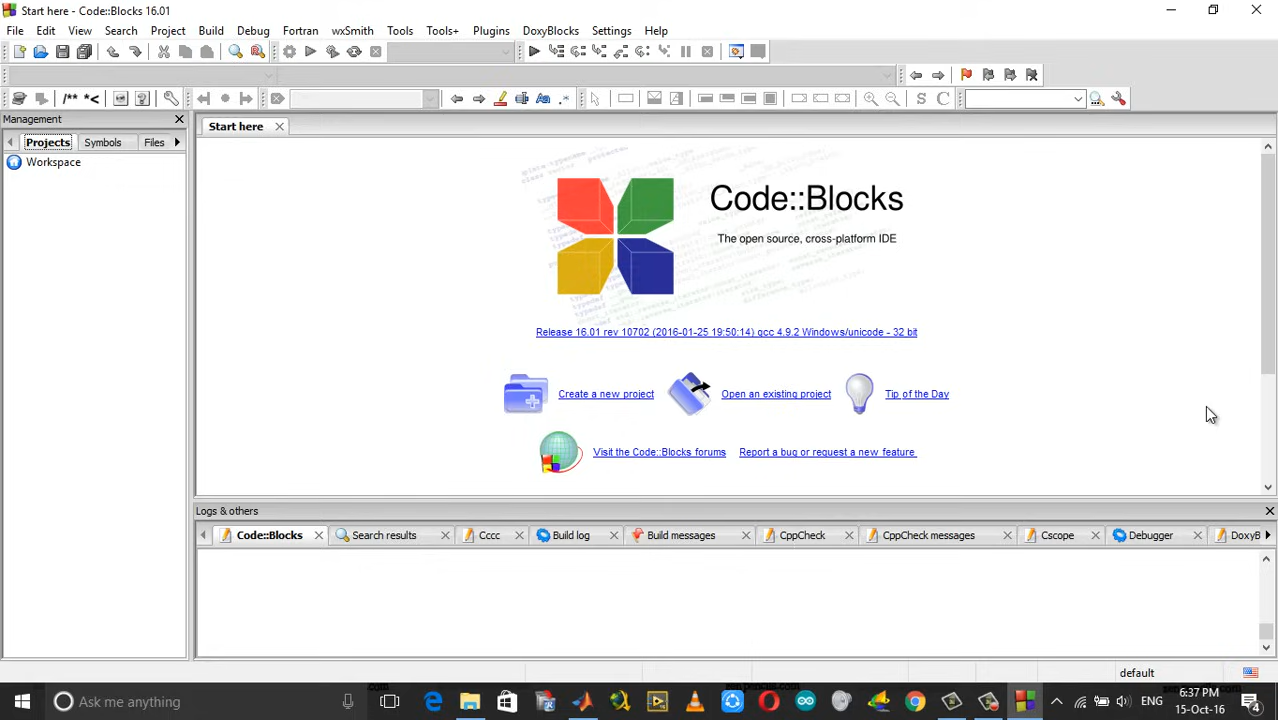 Start here - Code::Blocks 16.01
File Edit View Search Project Build Debug Fortran wxSmith Tools Tools+ Plugins DoxyBlocks Settings Help
/** *<
S C
Management
Projects Symbols Files
Workspace
Start here
Code::Blocks
The open source, cross-platform IDE
Release 16.01 rev 10702 (2016-01-25 19:50:14) gcc 4.9.2 Windows/unicode - 32 bit
Create a new project Open an existing project Tip of the Day
Visit the Code::Blocks forums Report a bug or request a new feature
Logs & others
Code::Blocks Search results Cccc Build log Build messages CppCheck CppCheck messages Cscope Debugger DoxyB
default
Ask me anything
ENG
6:37 PM
15-Oct-16
4